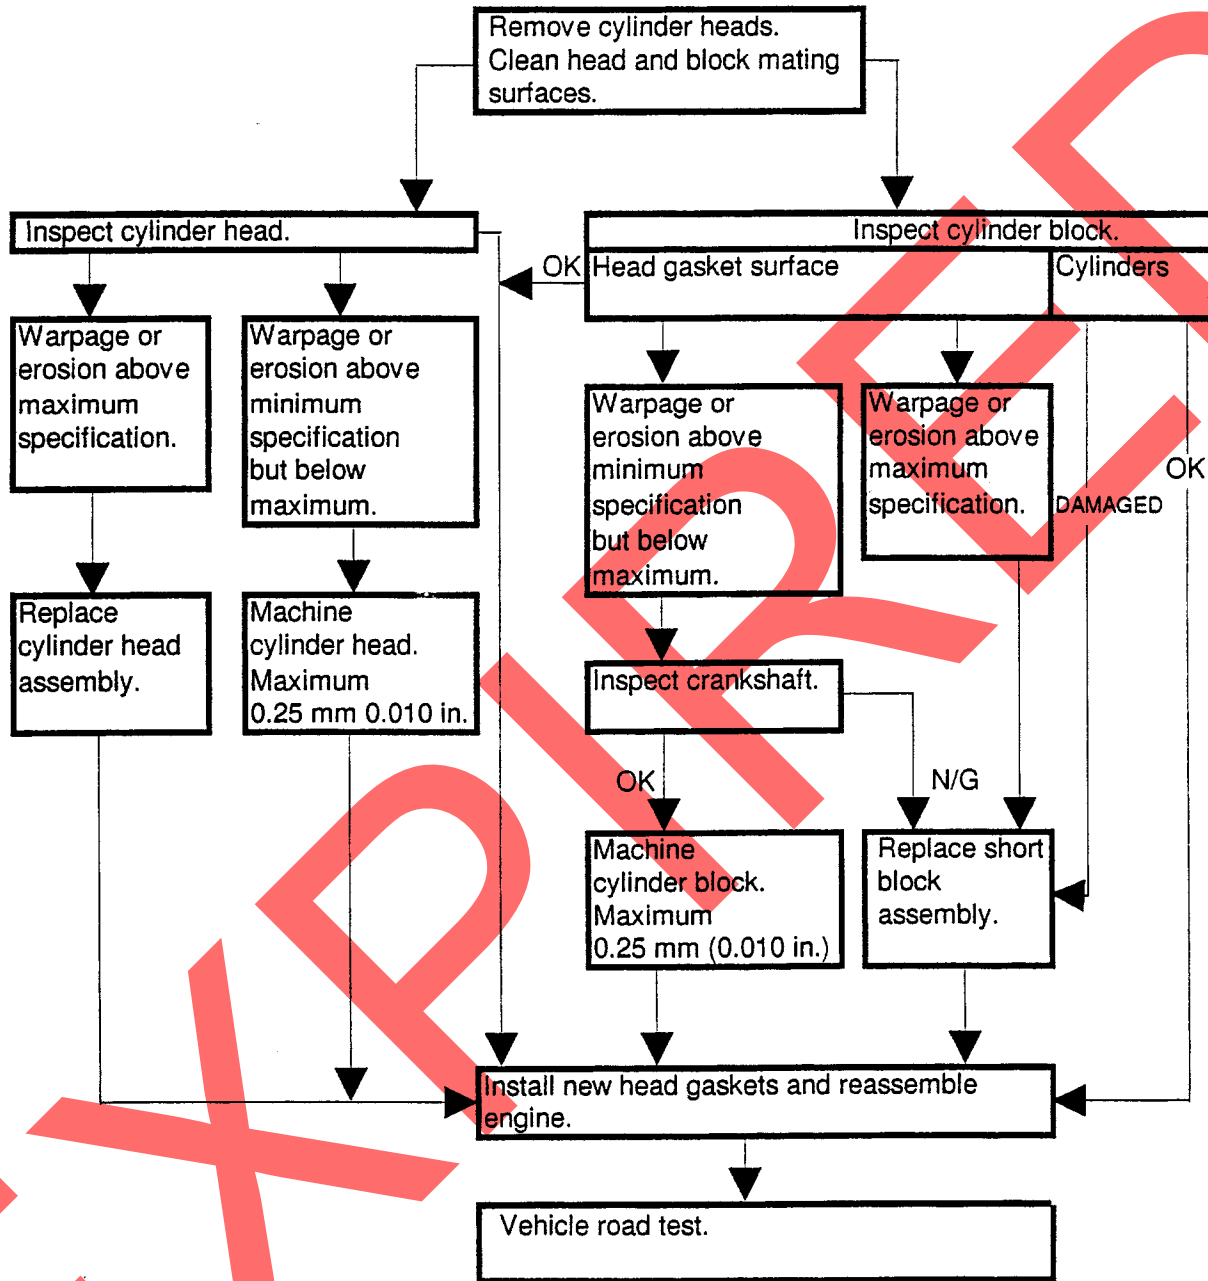 Remove cylinder heads.
Clean head and block mating
surfaces.
Inspect cylinder head.
Inspect cylinder block.
OK
Head gasket surface
Cylinders
Warpage or
erosion above
maximum
specification.
Warpage or
erosion above
minimum
specification
but below
maximum.
Warpage or
erosion above
minimum
specification
but below
maximum.
Warpage or
erosion above
maximum
specification.
DAMAGED
OK
Replace
cylinder head
assembly.
Machine
cylinder head.
Maximum
0.25 mm 0.010 in.
Inspect crankshaft.
OK
N/G
Machine
cylinder block.
Maximum
0.25 mm (0.010 in.)
Replace short
block
assembly.
Install new head gaskets and reassemble
engine.
Vehicle road test.